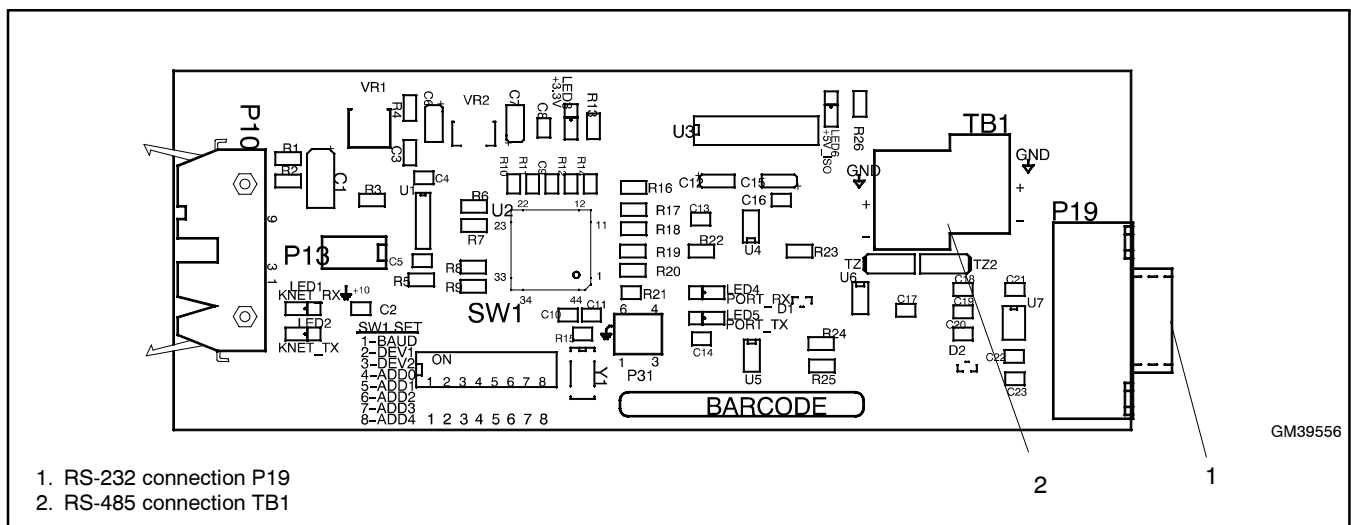 P10
VR1
R4
C6
VR2
C7
C8
+3.3V
LED3
R13
U3
LED6
+5V_ISO
R26
TB1
GND
GND
+
-
+
-
P19
R1
R2
C1
R3
C3
C4
U1
R6
U2
R7
R10
R11
C9
R12
R14
22
12
23
11
33
1
34
44
R16
R17
R18
R19
R20
R21
C12
C15
C13
C16
R22
U4
R23
TZ
TZ2
U6
C17
C18
C19
C20
C21
U7
C22
C23
D2
9
3
1
P13
C5
R5
R8
R9
LED1
KNET_RX
+10
C2
LED2
KNET_TX
SW1
C10
C11
R15
6
4
1
3
P31
Y1
LED4
PORT_RX
D1
LED5
PORT_TX
C14
U5
R24
R25
SW1 SET
1-BAUD
2-DEV1
3-DEV2
4-ADD0
5-ADD1
6-ADD2
7-ADD3
8-ADD4
ON
1 2 3 4 5 6 7 8
1 2 3 4 5 6 7 8
BARCODE
GM39556
2
1
1. RS-232 connection P19
2. RS-485 connection TB1